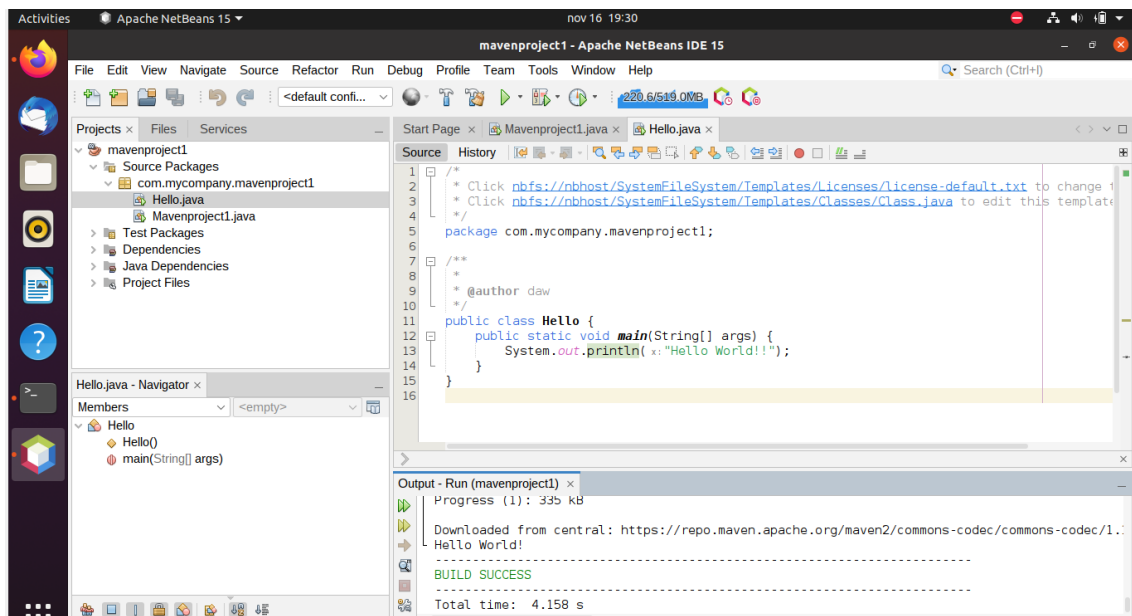 Activities Apache NetBeans 15 nov 16 19:30
mavenproject1 - Apache NetBeans IDE 15
File Edit View Navigate Source Refactor Run Debug Profile Team Tools Window Help Search (Ctrl+I)
<default confi... 220.6/519.0MB
Projects Files Services
mavenproject1
Source Packages
com.mycompany.mavenproject1
Hello.java
Mavenproject1.java
Test Packages
Dependencies
Java Dependencies
Project Files
Hello.java - Navigator
Members <empty>
Hello
Hello()
main(String[] args)
Start Page Mavenproject1.java Hello.java
Source History
1 /*
2 * Click nbfs://nbhost/SystemFileSystem/Templates/Licenses/license-default.txt to change
3 * Click nbfs://nbhost/SystemFileSystem/Templates/Classes/Class.java to edit this template
4 */
5 package com.mycompany.mavenproject1;
6
7 /**
8 *
9 * @author daw
10 */
11 public class Hello {
12 public static void main(String[] args) {
13 System.out.println( x: "Hello World!!");
14 }
15 }
16
Output - Run (mavenproject1)
Progress (1): 335 kB
Downloaded from central: https://repo.maven.apache.org/maven2/commons-codec/commons-codec/1.
Hello World!
------------------------------------------------------------------------
BUILD SUCCESS
------------------------------------------------------------------------
Total time: 4.158 s